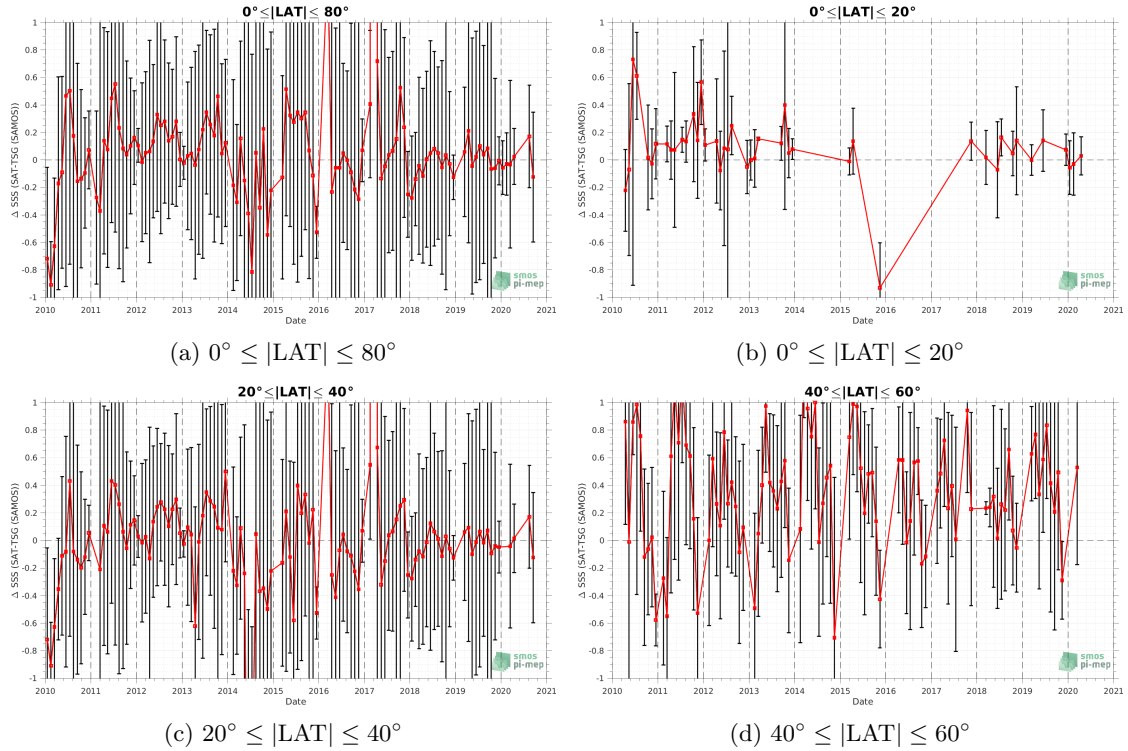 0°≤|LAT|≤ 80°
Δ SSS (SAT-TSG (SAMOS))
1
0.8
0.6
0.4
0.2
0
-0.2
-0.4
-0.6
-0.8
-1
2010 2011 2012 2013 2014 2015 2016 2017 2018 2019 2020 2021
Date
smos
pi-mep
(a) 0° ≤ |LAT| ≤ 80°
0°≤|LAT|≤ 20°
Δ SSS (SAT-TSG (SAMOS))
1
0.8
0.6
0.4
0.2
0
-0.2
-0.4
-0.6
-0.8
-1
2010 2011 2012 2013 2014 2015 2016 2017 2018 2019 2020 2021
Date
smos
pi-mep
(b) 0° ≤ |LAT| ≤ 20°
20°≤|LAT|≤ 40°
Δ SSS (SAT-TSG (SAMOS))
1
0.8
0.6
0.4
0.2
0
-0.2
-0.4
-0.6
-0.8
-1
2010 2011 2012 2013 2014 2015 2016 2017 2018 2019 2020 2021
Date
smos
pi-mep
(c) 20° ≤ |LAT| ≤ 40°
40°≤|LAT|≤ 60°
Δ SSS (SAT-TSG (SAMOS))
1
0.8
0.6
0.4
0.2
0
-0.2
-0.4
-0.6
-0.8
-1
2010 2011 2012 2013 2014 2015 2016 2017 2018 2019 2020 2021
Date
smos
pi-mep
(d) 40° ≤ |LAT| ≤ 60°